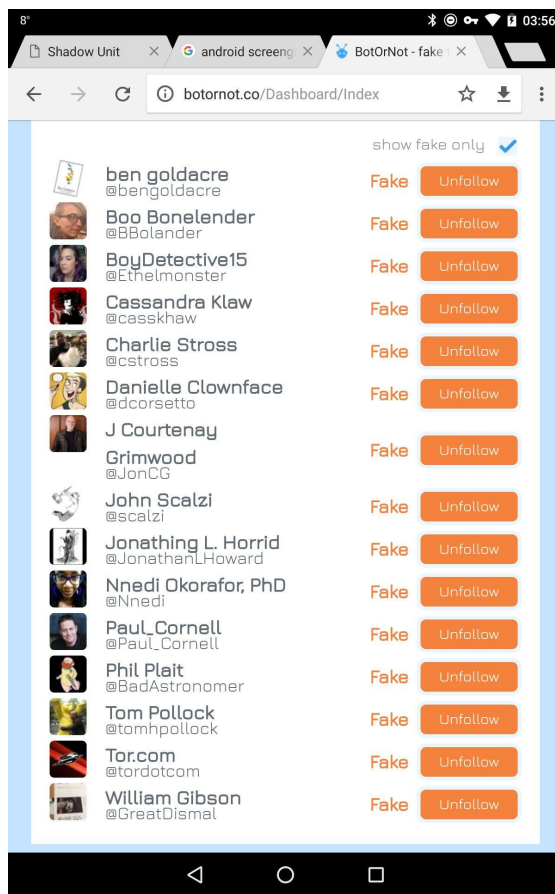 8° 03:56
Shadow Unit × android screeng × BotOrNot - fake f ×
botornot.co/Dashboard/Index
show fake only
ben goldacre
@bengoldacre
Fake Unfollow
Boo Bonelender
@BBolander
Fake Unfollow
BoyDetective15
@Ethelmonster
Fake Unfollow
Cassandra Klaw
@casskhaw
Fake Unfollow
Charlie Stross
@cstross
Fake Unfollow
Danielle Clownface
@dcorsetto
Fake Unfollow
J Courtenay
Grimwood
@JonCG
Fake Unfollow
John Scalzi
@scalzi
Fake Unfollow
Jonathing L. Horrid
@JonathanLHoward
Fake Unfollow
Nnedi Okorafor, PhD
@Nnedi
Fake Unfollow
Paul_Cornell
@Paul_Cornell
Fake Unfollow
Phil Plait
@BadAstronomer
Fake Unfollow
Tom Pollock
@tomhpollock
Fake Unfollow
Tor.com
@tordotcom
Fake Unfollow
William Gibson
@GreatDismal
Fake Unfollow